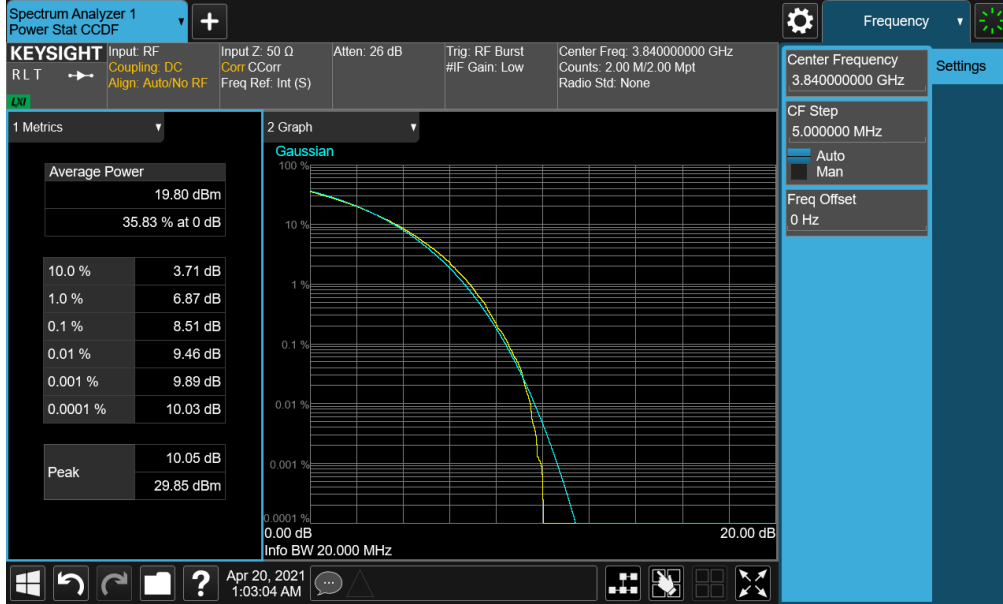 Spectrum Analyzer 1
Power Stat CCDF
+
Frequency
KEYSIGHT
RLT
LXI
Input: RF
Coupling: DC
Align: Auto/No RF
Input Z: 50 Ω
Corr CCorr
Freq Ref: Int (S)
Atten: 26 dB
Trig: RF Burst
#IF Gain: Low
Center Freq: 3.840000000 GHz
Counts: 2.00 M/2.00 Mpt
Radio Std: None
Center Frequency
3.840000000 GHz
Settings
CF Step
5.000000 MHz
Auto
Man
Freq Offset
0 Hz
1 Metrics
Average Power
19.80 dBm
35.83 % at 0 dB
10.0 % 3.71 dB
1.0 % 6.87 dB
0.1 % 8.51 dB
0.01 % 9.46 dB
0.001 % 9.89 dB
0.0001 % 10.03 dB
Peak
10.05 dB
29.85 dBm
2 Graph
Gaussian
100 %
10 %
1 %
0.1 %
0.01 %
0.001 %
0.0001 %
0.00 dB 20.00 dB
Info BW 20.000 MHz
?
Apr 20, 2021
1:03:04 AM